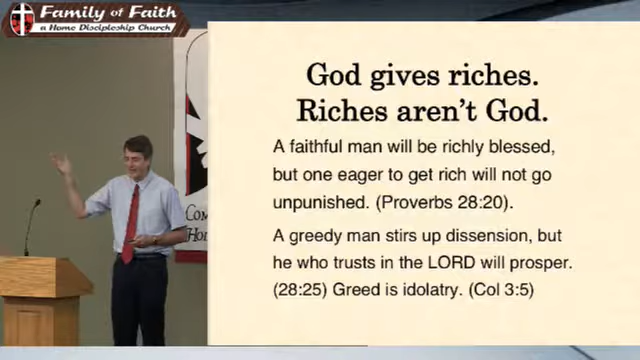 Family of Faith
a Home Discipleship Church
God gives riches.
Riches aren't God.
A faithful man will be richly blessed,
but one eager to get rich will not go
unpunished. (Proverbs 28:20).
A greedy man stirs up dissension, but
he who trusts in the LORD will prosper.
(28:25) Greed is idolatry. (Col 3:5)